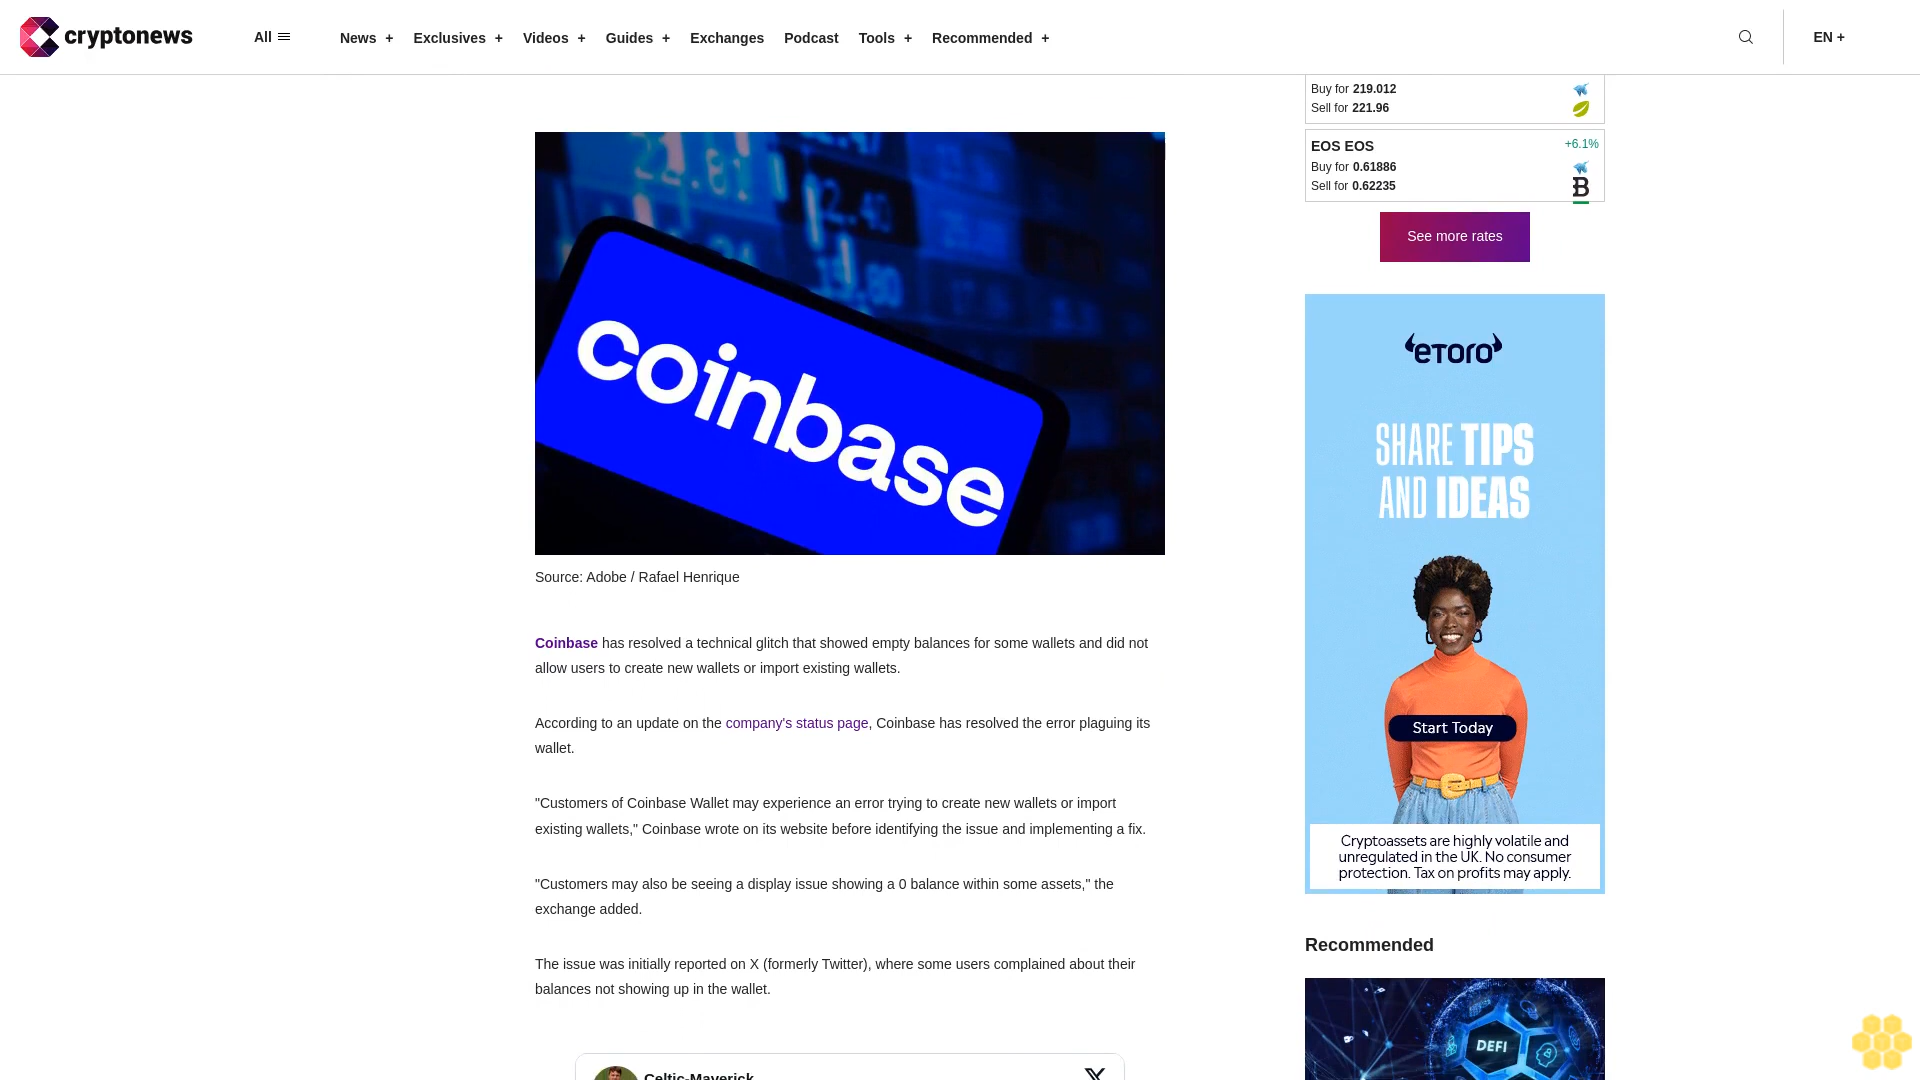 cryptonews
All
News +
Exclusives +
Videos +
Guides +
Exchanges
Podcast
Tools +
Recommended +
EN +
coinbase
Source: Adobe / Rafael Henrique
Coinbase has resolved a technical glitch that showed empty balances for some wallets and did not
allow users to create new wallets or import existing wallets.
According to an update on the company's status page, Coinbase has resolved the error plaguing its
wallet.
"Customers of Coinbase Wallet may experience an error trying to create new wallets or import
existing wallets," Coinbase wrote on its website before identifying the issue and implementing a fix.
"Customers may also be seeing a display issue showing a 0 balance within some assets," the
exchange added.
The issue was initially reported on X (formerly Twitter), where some users complained about their
balances not showing up in the wallet.
Celtic-Maverick
Buy for 219.012
Sell for 221.96
EOS EOS
+6.1%
Buy for 0.61886
Sell for 0.62235
See more rates
eToro
SHARE TIPS
AND IDEAS
Start Today
Cryptoassets are highly volatile and
unregulated in the UK. No consumer
protection. Tax on profits may apply.
Recommended
DEFI